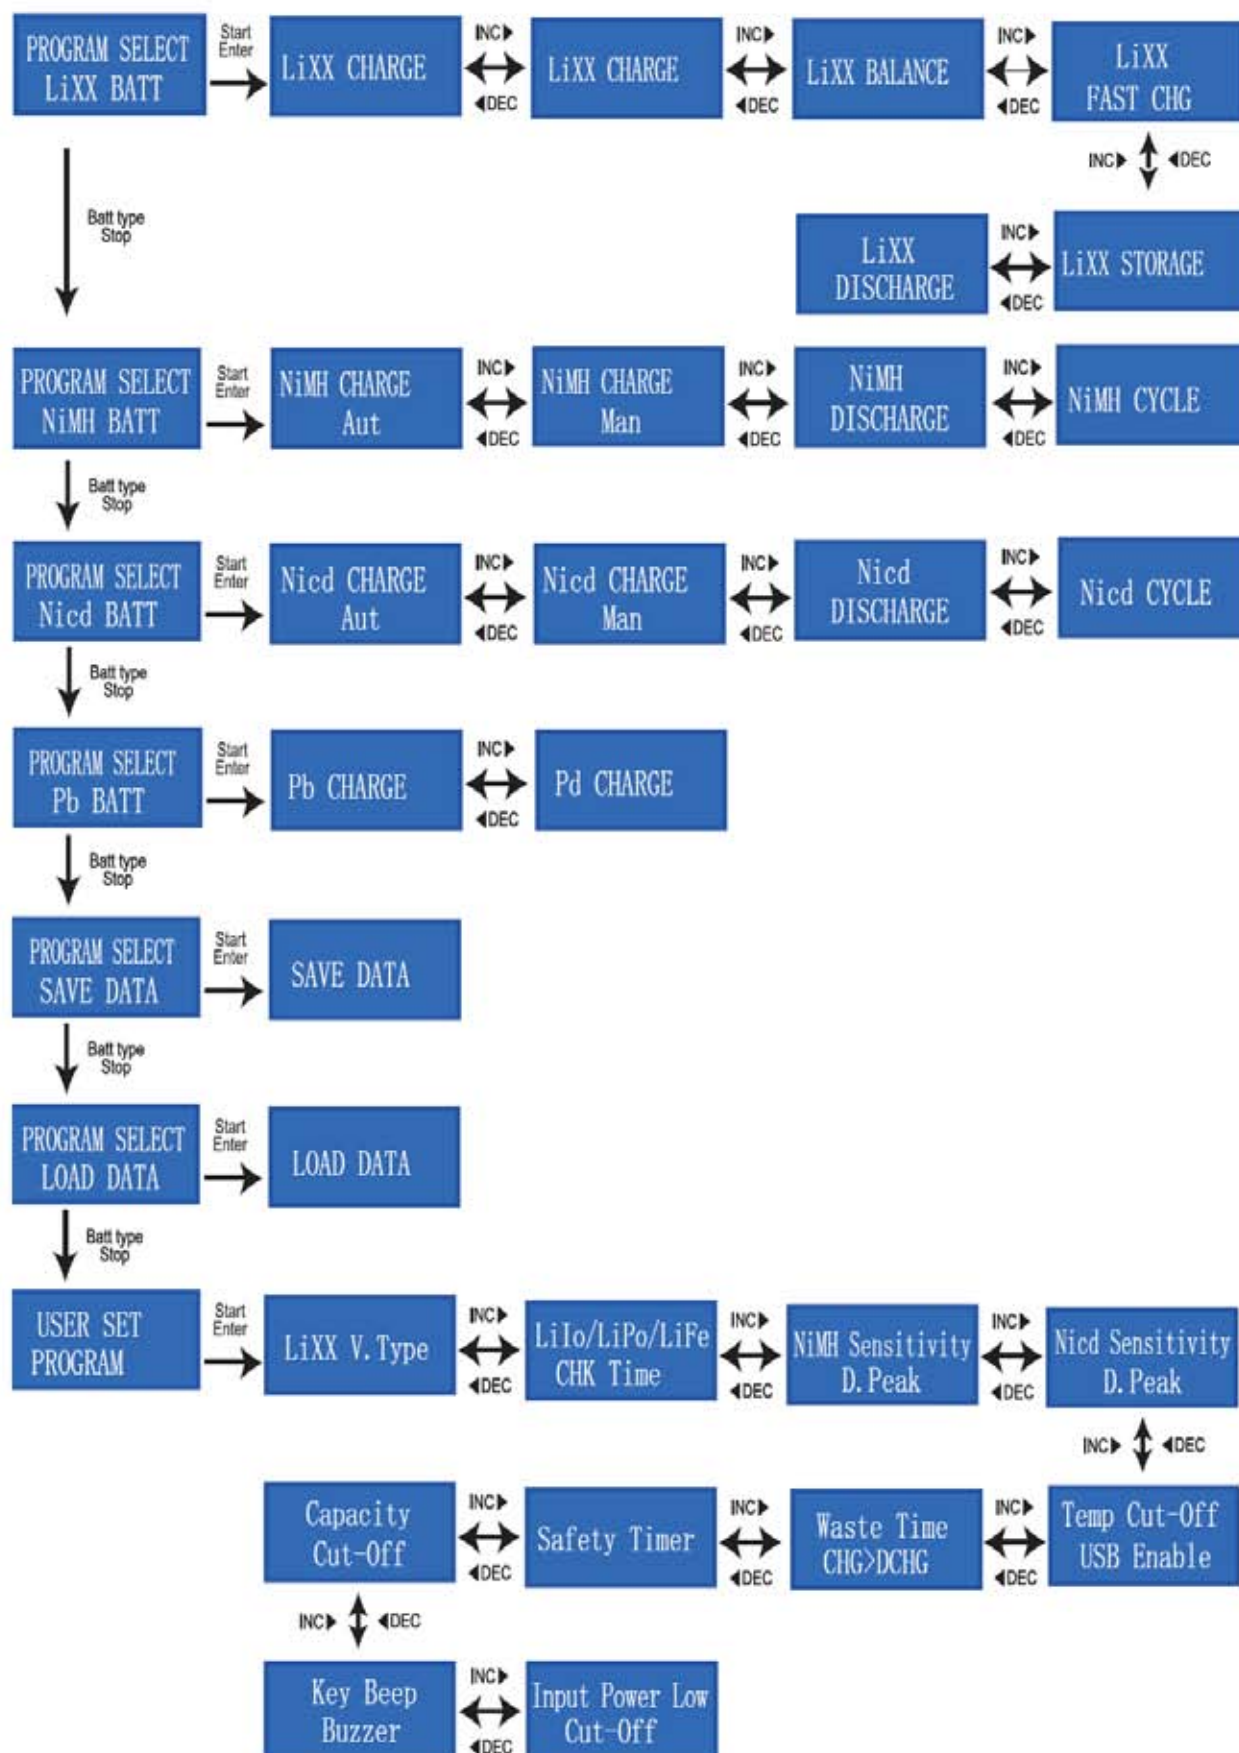 PROGRAM SELECT
LiXX BATT
Start
Enter
LiXX CHARGE
INC▶
◀DEC
LiXX CHARGE
INC▶
◀DEC
LiXX BALANCE
INC▶
◀DEC
LiXX
FAST CHG
INC▶ ◀DEC
Batt type
Stop
LiXX
DISCHARGE
INC▶
◀DEC
LiXX STORAGE
PROGRAM SELECT
NiMH BATT
Start
Enter
NiMH CHARGE
Aut
INC▶
◀DEC
NiMH CHARGE
Man
INC▶
◀DEC
NiMH
DISCHARGE
INC▶
◀DEC
NiMH CYCLE
Batt type
Stop
PROGRAM SELECT
Nicd BATT
Start
Enter
Nicd CHARGE
Aut
INC▶
◀DEC
Nicd CHARGE
Man
INC▶
◀DEC
Nicd
DISCHARGE
INC▶
◀DEC
Nicd CYCLE
Batt type
Stop
PROGRAM SELECT
Pb BATT
Start
Enter
Pb CHARGE
INC▶
◀DEC
Pd CHARGE
Batt type
Stop
PROGRAM SELECT
SAVE DATA
Start
Enter
SAVE DATA
Batt type
Stop
PROGRAM SELECT
LOAD DATA
Start
Enter
LOAD DATA
Batt type
Stop
USER SET
PROGRAM
Start
Enter
LiXX V.Type
INC▶
◀DEC
LiIo/LiPo/LiFe
CHK Time
INC▶
◀DEC
NiMH Sensitivity
D.Peak
INC▶
◀DEC
Nicd Sensitivity
D.Peak
INC▶ ◀DEC
Capacity
Cut-Off
INC▶
◀DEC
Safety Timer
INC▶
◀DEC
Waste Time
CHG>DCHG
INC▶
◀DEC
Temp Cut-Off
USB Enable
INC▶ ◀DEC
Key Beep
Buzzer
INC▶
◀DEC
Input Power Low
Cut-Off